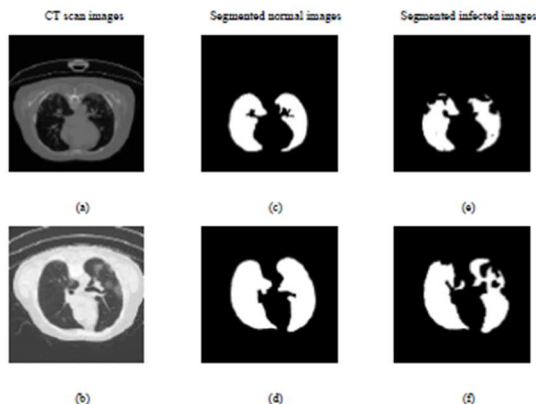 CT scan images Segmented normal images Segmented infected images
(a) (c) (e)
(b) (d) (f)